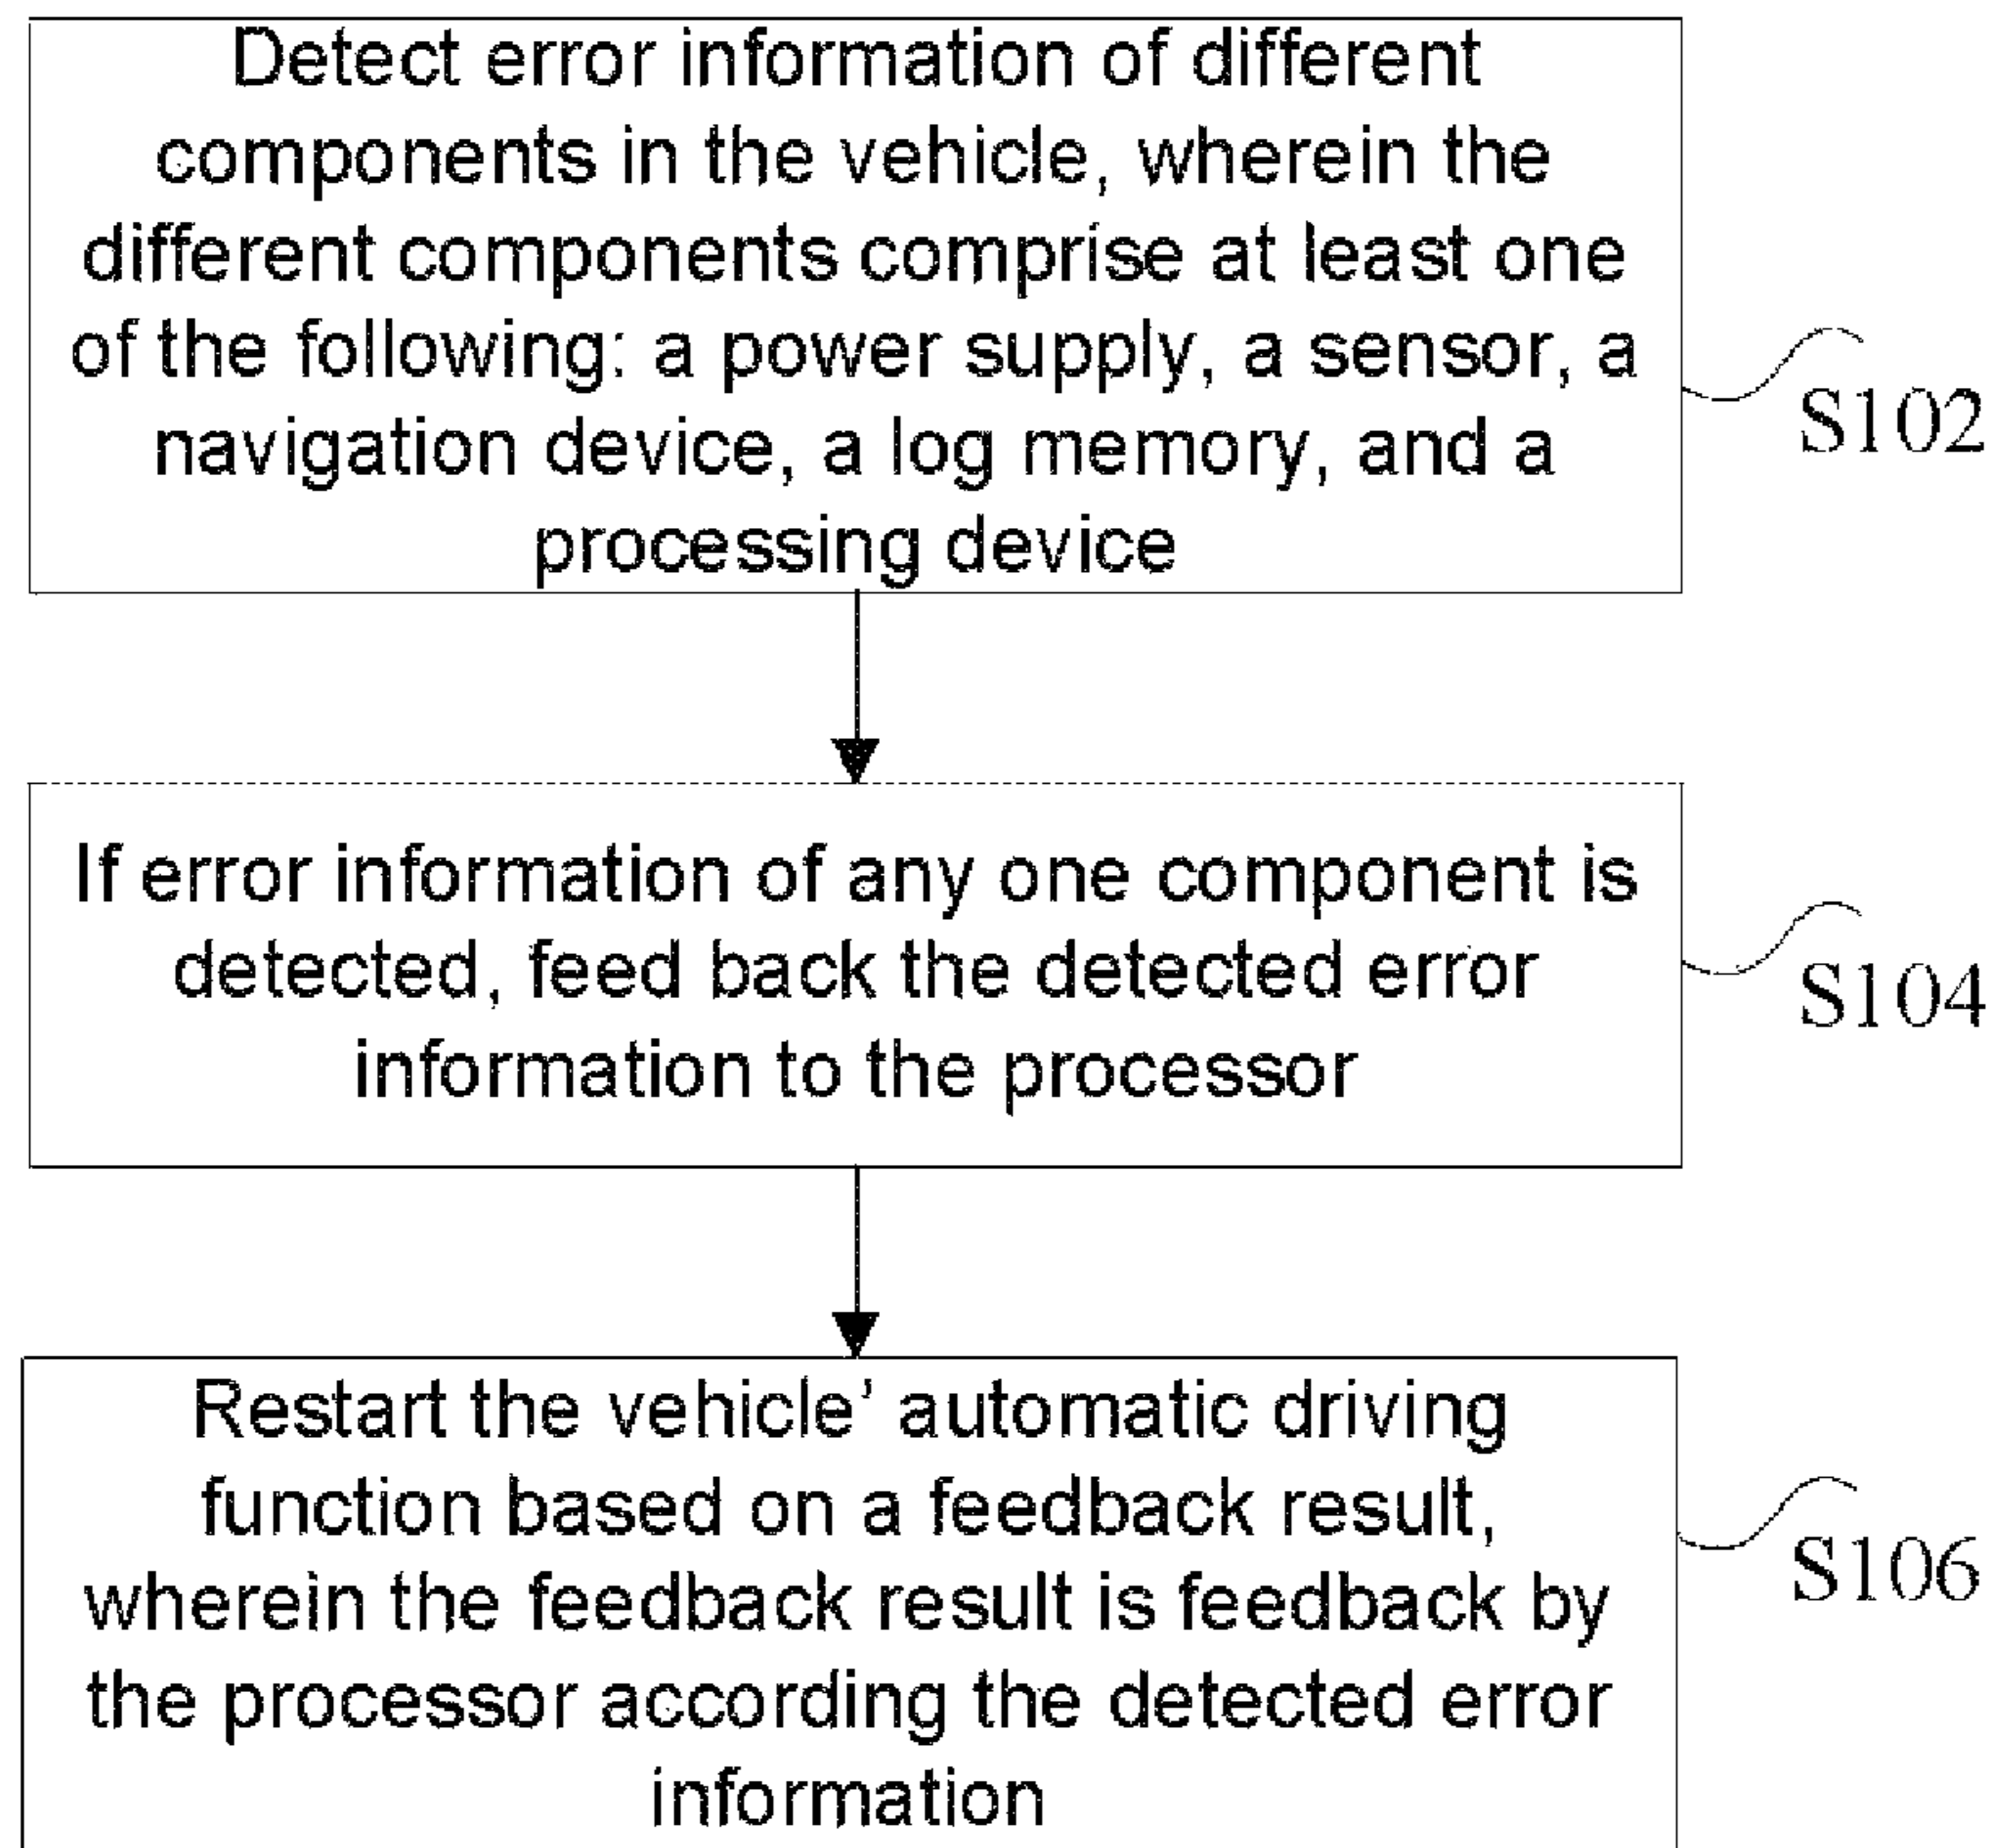 Detect error information of different
components in the vehicle, wherein the
different components comprise at least one
of the following: a power supply, a sensor, a
navigation device, a log memory, and a
processing device
S102
If error information of any one component is
detected, feed back the detected error
information to the processor
S104
Restart the vehicle' automatic driving
function based on a feedback result,
wherein the feedback result is feedback by
the processor according the detected error
information
S106